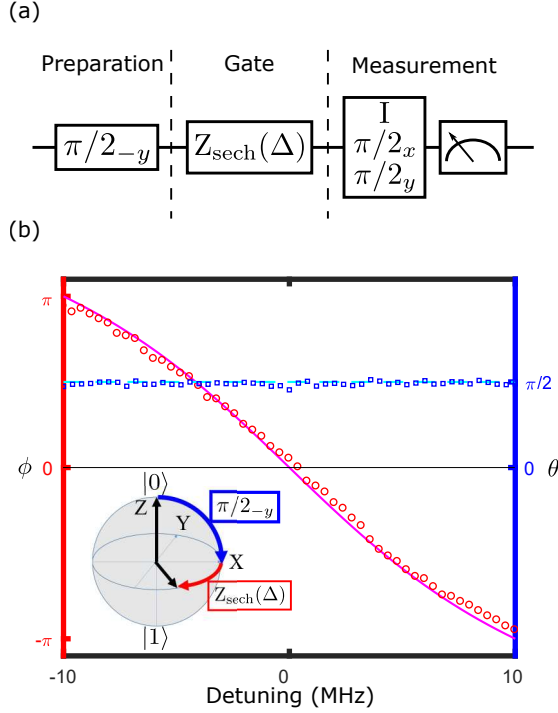 (a)
Preparation Gate Measurement
π/2₋y Zsech(Δ) I
π/2x
π/2y
(b)
π
π/2
ϕ 0 0 θ
|0⟩
Z π/2₋y
Y
X
Zsech(Δ)
|1⟩
-π
-10 0 10
Detuning (MHz)